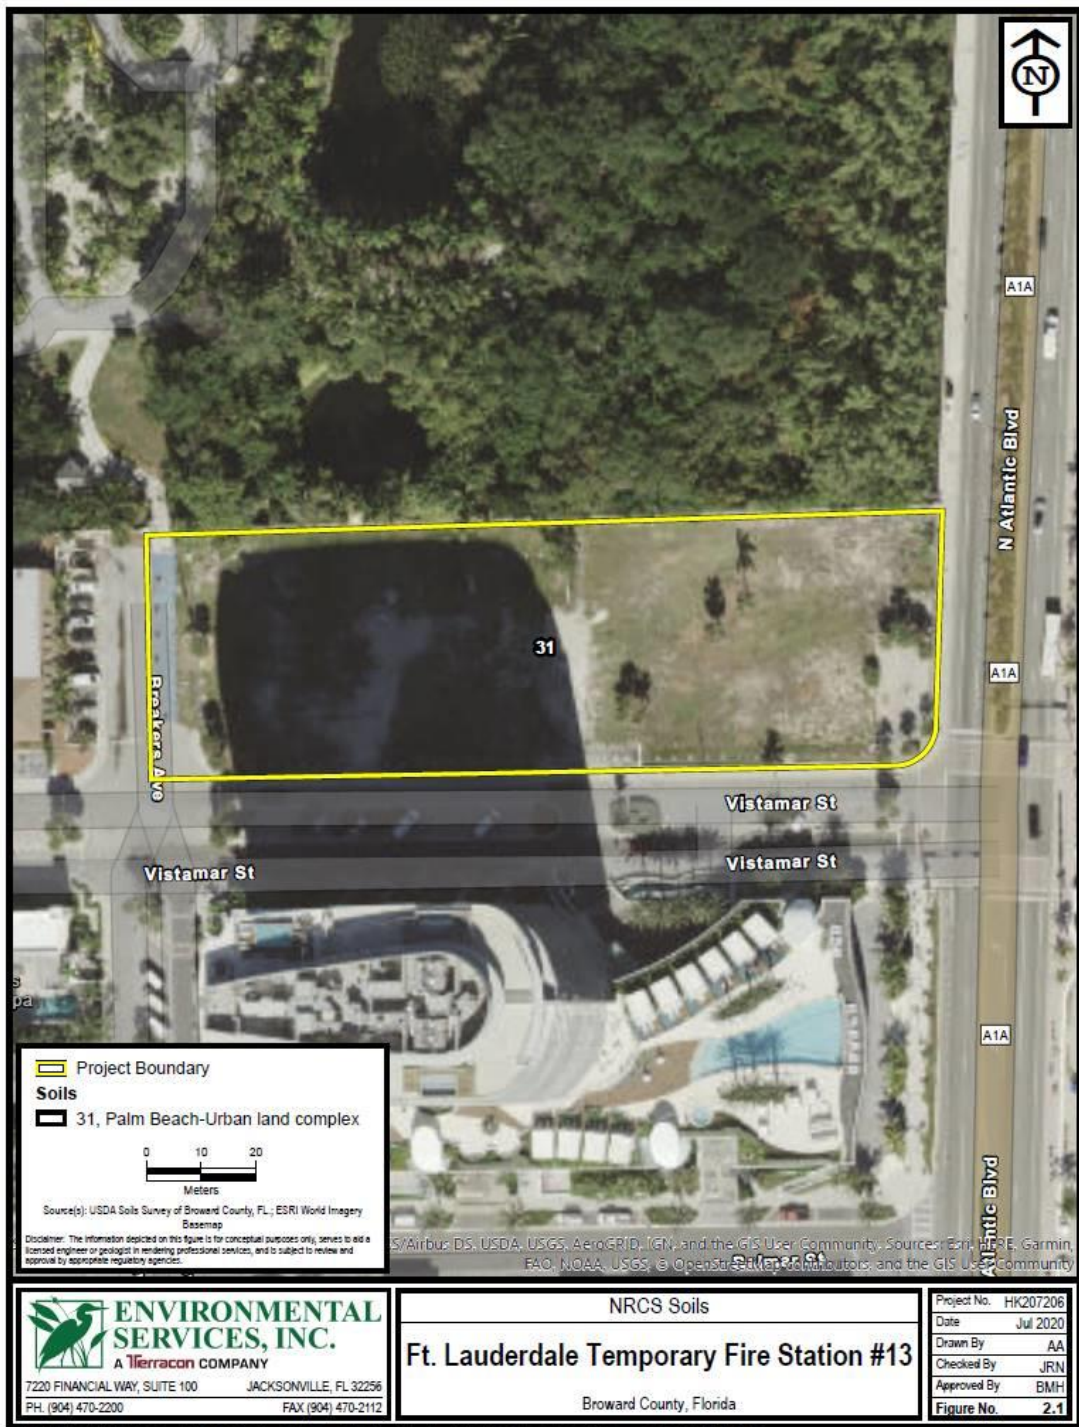 N
A1A
N Atlantic Blvd
31
A1A
Breakers Ave
Vistamar St
Vistamar St
Vistamar St
s
pa
A1A
Project Boundary
Soils
31, Palm Beach-Urban land complex
0 10 20
Meters
Source(s): USDA Soils Survey of Broward County, FL.; ESRI World Imagery
Basemap
Disclaimer: The information depicted on this figure is for conceptual purposes only, serves to aid a
licensed engineer or geologist in rendering professional services, and is subject to review and
approval by appropriate regulatory agencies.
Atlantic Blvd
Palmer St
S/Airbus DS, USDA, USGS, AeroGRID, IGN, and the GIS User Community, Sources: Esri, HERE, Garmin,
FAO, NOAA, USGS, © OpenStreetMap contributors, and the GIS User Community
ENVIRONMENTAL
SERVICES, INC.
A Terracon COMPANY
7220 FINANCIAL WAY, SUITE 100 JACKSONVILLE, FL 32256
PH. (904) 470-2200 FAX (904) 470-2112
NRCS Soils
Ft. Lauderdale Temporary Fire Station #13
Broward County, Florida
Project No. HK207206
Date Jul 2020
Drawn By AA
Checked By JRN
Approved By BMH
Figure No. 2.1